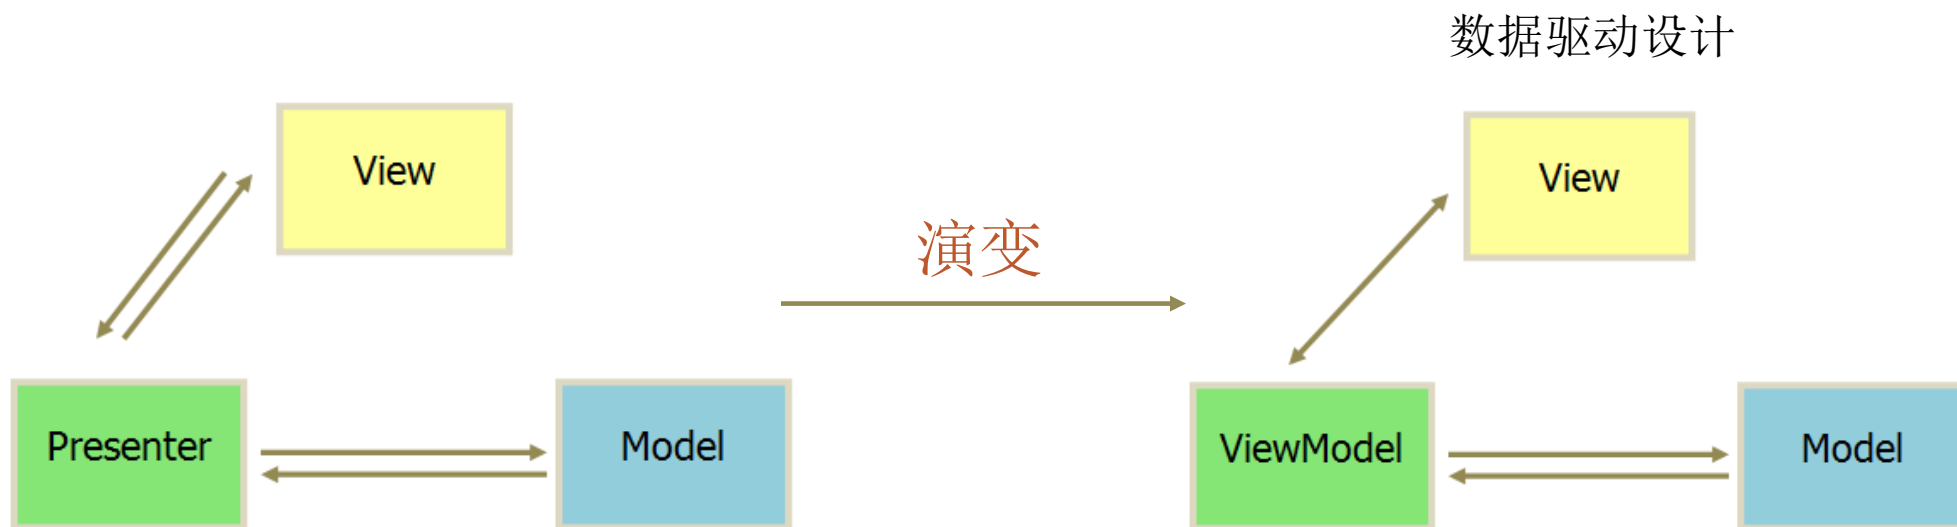 数据驱动设计
View
View
演变
Presenter
Model
ViewModel
Model